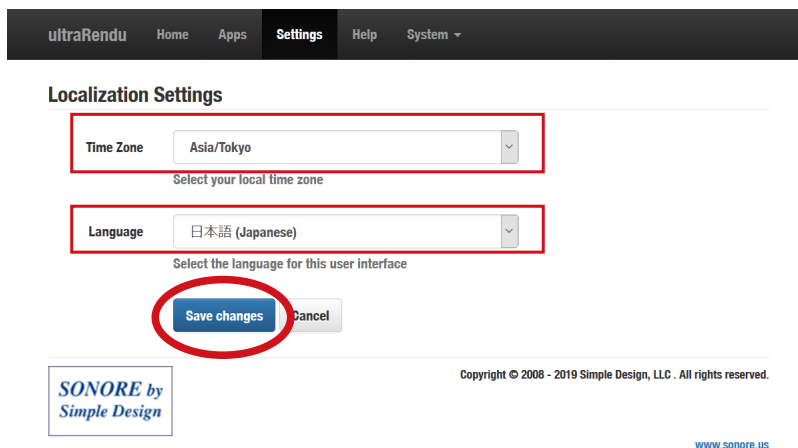 ultraRendu Home Apps Settings Help System
Localization Settings
Time Zone Asia/Tokyo
Select your local time zone
Language 日本語 (Japanese)
Select the language for this user interface
Save changes Cancel
SONORE by
Simple Design
Copyright © 2008 - 2019 Simple Design, LLC . All rights reserved.
www.sonore.us